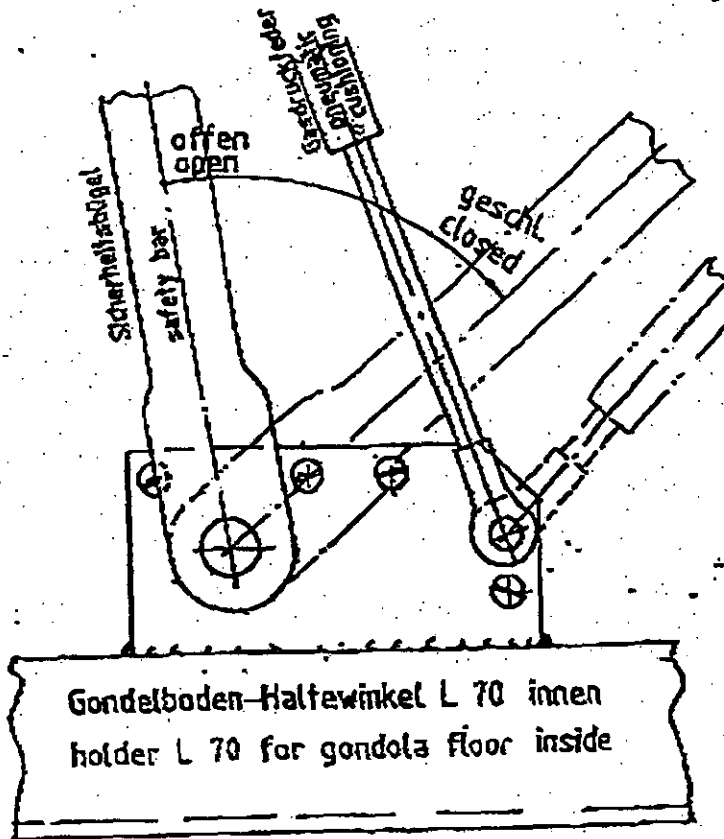 Sicherheitsbügel
safety bar
offen
open
Gasdruckfeder
pneumatic
cushioning
geschl.
closed
Gondelboden-Haltewinkel L 70 innen
holder L 70 for gondola floor inside